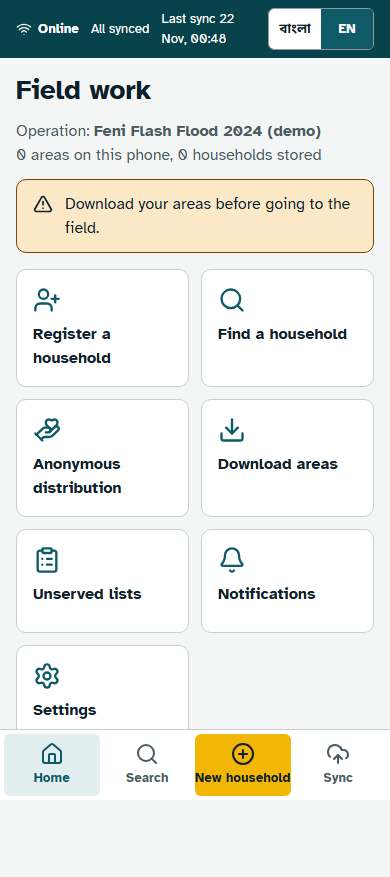 Online All synced Last sync 22 Nov, 00:48 বাংলা EN
Field work
Operation: Feni Flash Flood 2024 (demo)
0 areas on this phone, 0 households stored
Download your areas before going to the
field.
Register a
household
Find a household
Anonymous
distribution
Download areas
Unserved lists
Notifications
Settings
Home
Search
New household
Sync